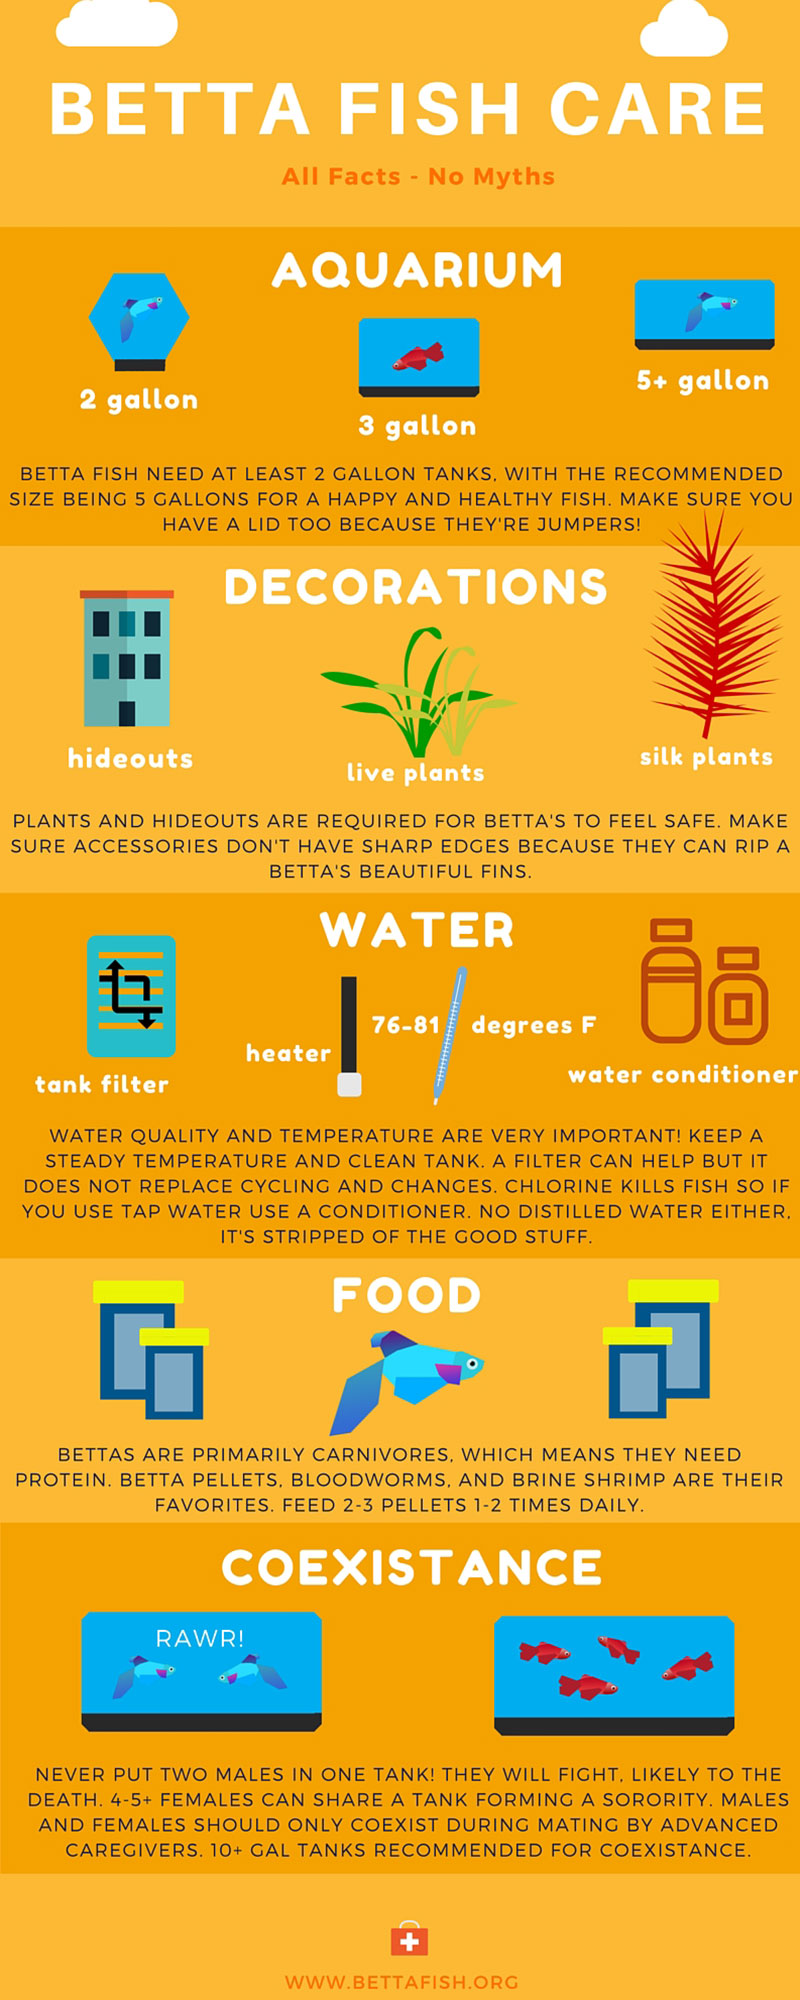 BETTA FISH CARE
All Facts - No Myths
AQUARIUM
2 gallon
3 gallon
5+ gallon
BETTA FISH NEED AT LEAST 2 GALLON TANKS, WITH THE RECOMMENDED
SIZE BEING 5 GALLONS FOR A HAPPY AND HEALTHY FISH. MAKE SURE YOU
HAVE A LID TOO BECAUSE THEY'RE JUMPERS!
DECORATIONS
hideouts
live plants
silk plants
PLANTS AND HIDEOUTS ARE REQUIRED FOR BETTA'S TO FEEL SAFE. MAKE
SURE ACCESSORIES DON'T HAVE SHARP EDGES BECAUSE THEY CAN RIP A
BETTA'S BEAUTIFUL FINS.
WATER
tank filter
heater
76-81 degrees F
water conditioner
WATER QUALITY AND TEMPERATURE ARE VERY IMPORTANT! KEEP A
STEADY TEMPERATURE AND CLEAN TANK. A FILTER CAN HELP BUT IT
DOES NOT REPLACE CYCLING AND CHANGES. CHLORINE KILLS FISH SO IF
YOU USE TAP WATER USE A CONDITIONER. NO DISTILLED WATER EITHER,
IT'S STRIPPED OF THE GOOD STUFF.
FOOD
BETTAS ARE PRIMARILY CARNIVORES, WHICH MEANS THEY NEED
PROTEIN. BETTA PELLETS, BLOODWORMS, AND BRINE SHRIMP ARE THEIR
FAVORITES. FEED 2-3 PELLETS 1-2 TIMES DAILY.
COEXISTANCE
RAWR!
NEVER PUT TWO MALES IN ONE TANK! THEY WILL FIGHT, LIKELY TO THE
DEATH. 4-5+ FEMALES CAN SHARE A TANK FORMING A SORORITY. MALES
AND FEMALES SHOULD ONLY COEXIST DURING MATING BY ADVANCED
CAREGIVERS. 10+ GAL TANKS RECOMMENDED FOR COEXISTANCE.
WWW.BETTAFISH.ORG